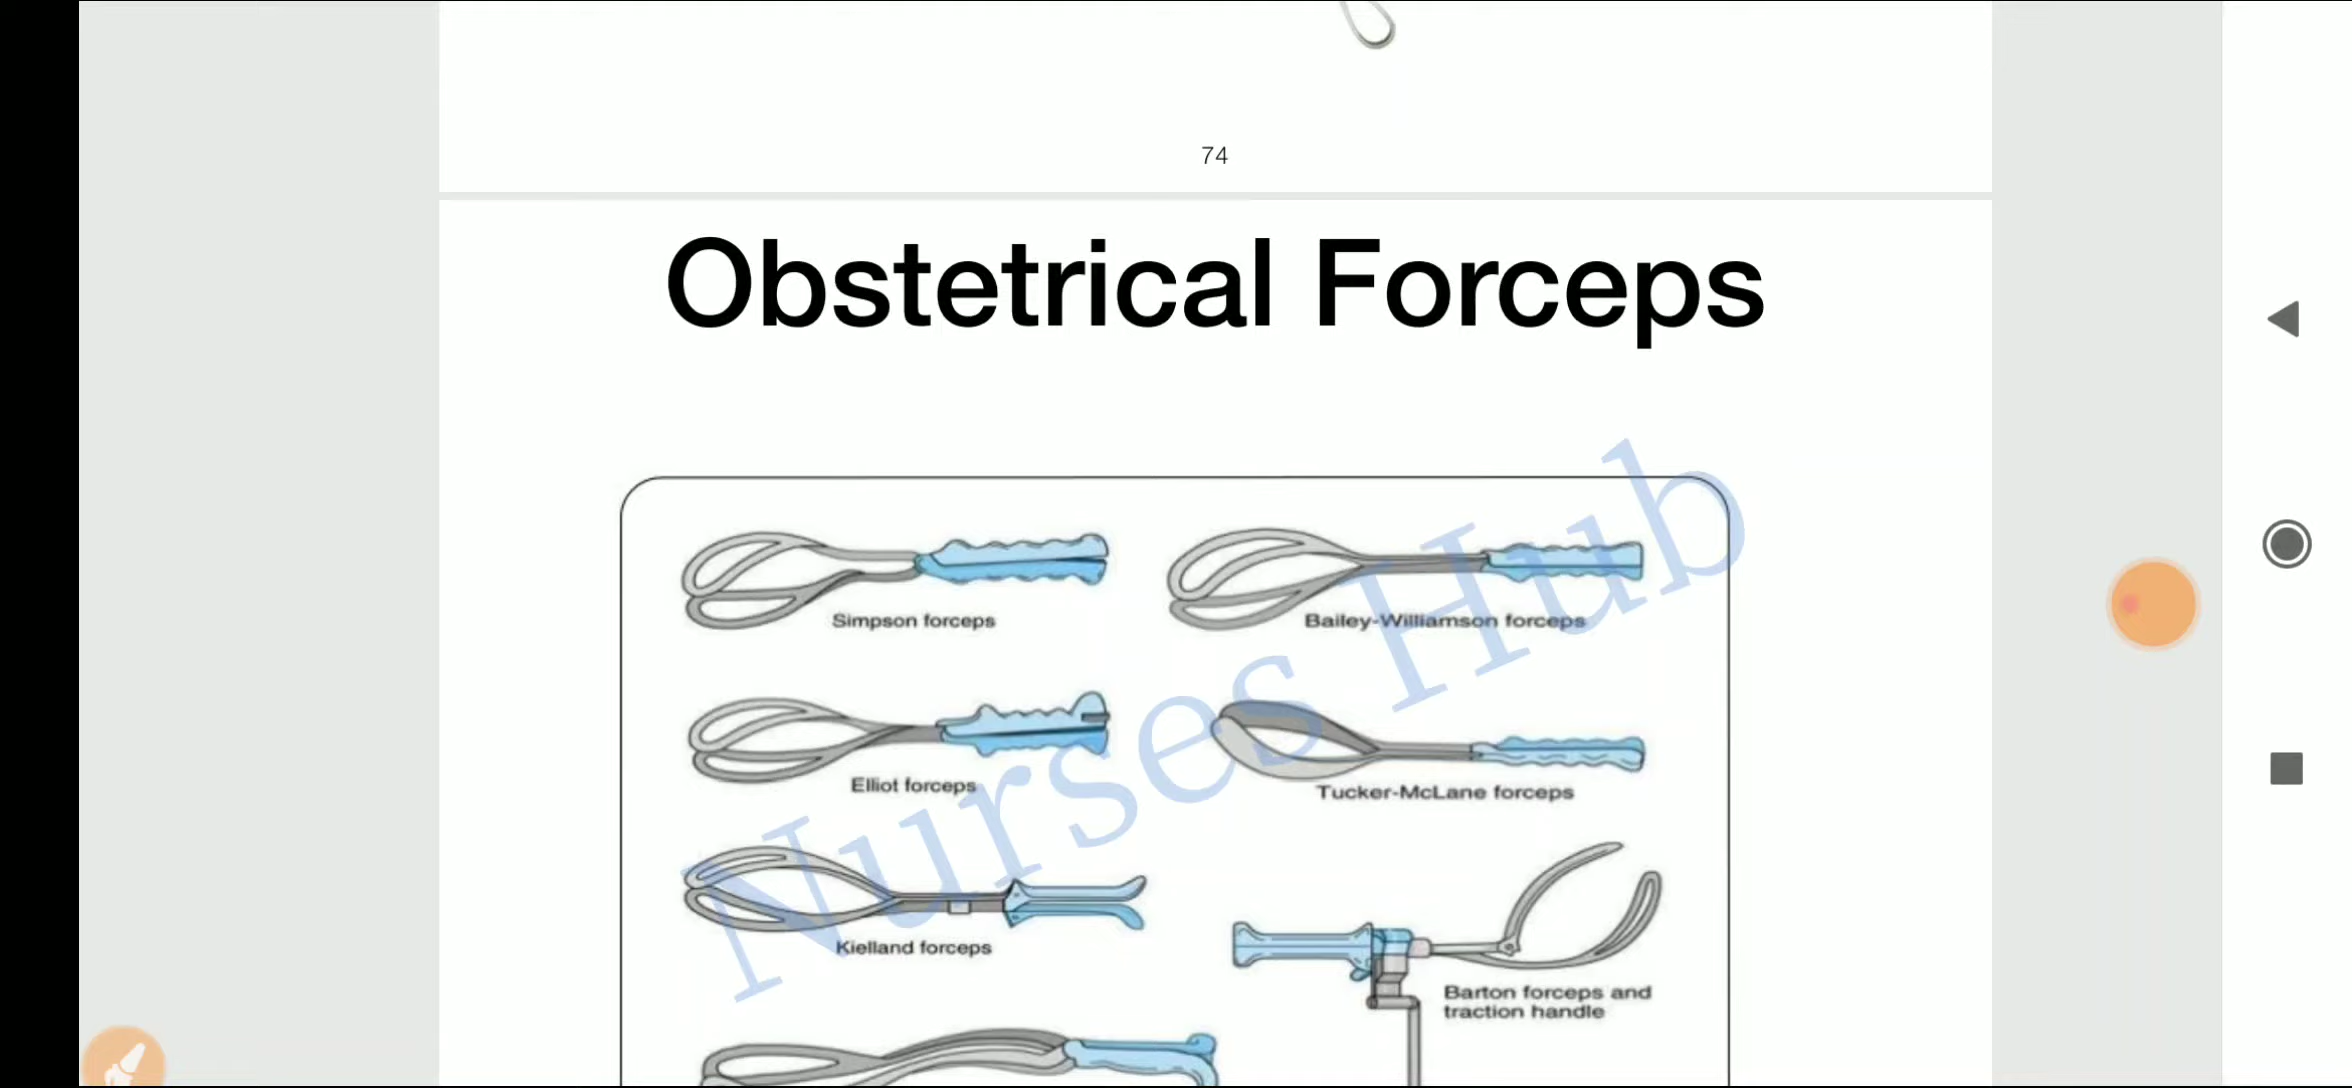 74
Obstetrical Forceps
Simpson forceps
Bailey-Williamson forceps
Elliot forceps
Tucker-McLane forceps
Kielland forceps
Barton forceps and
traction handle
Nurses Hub